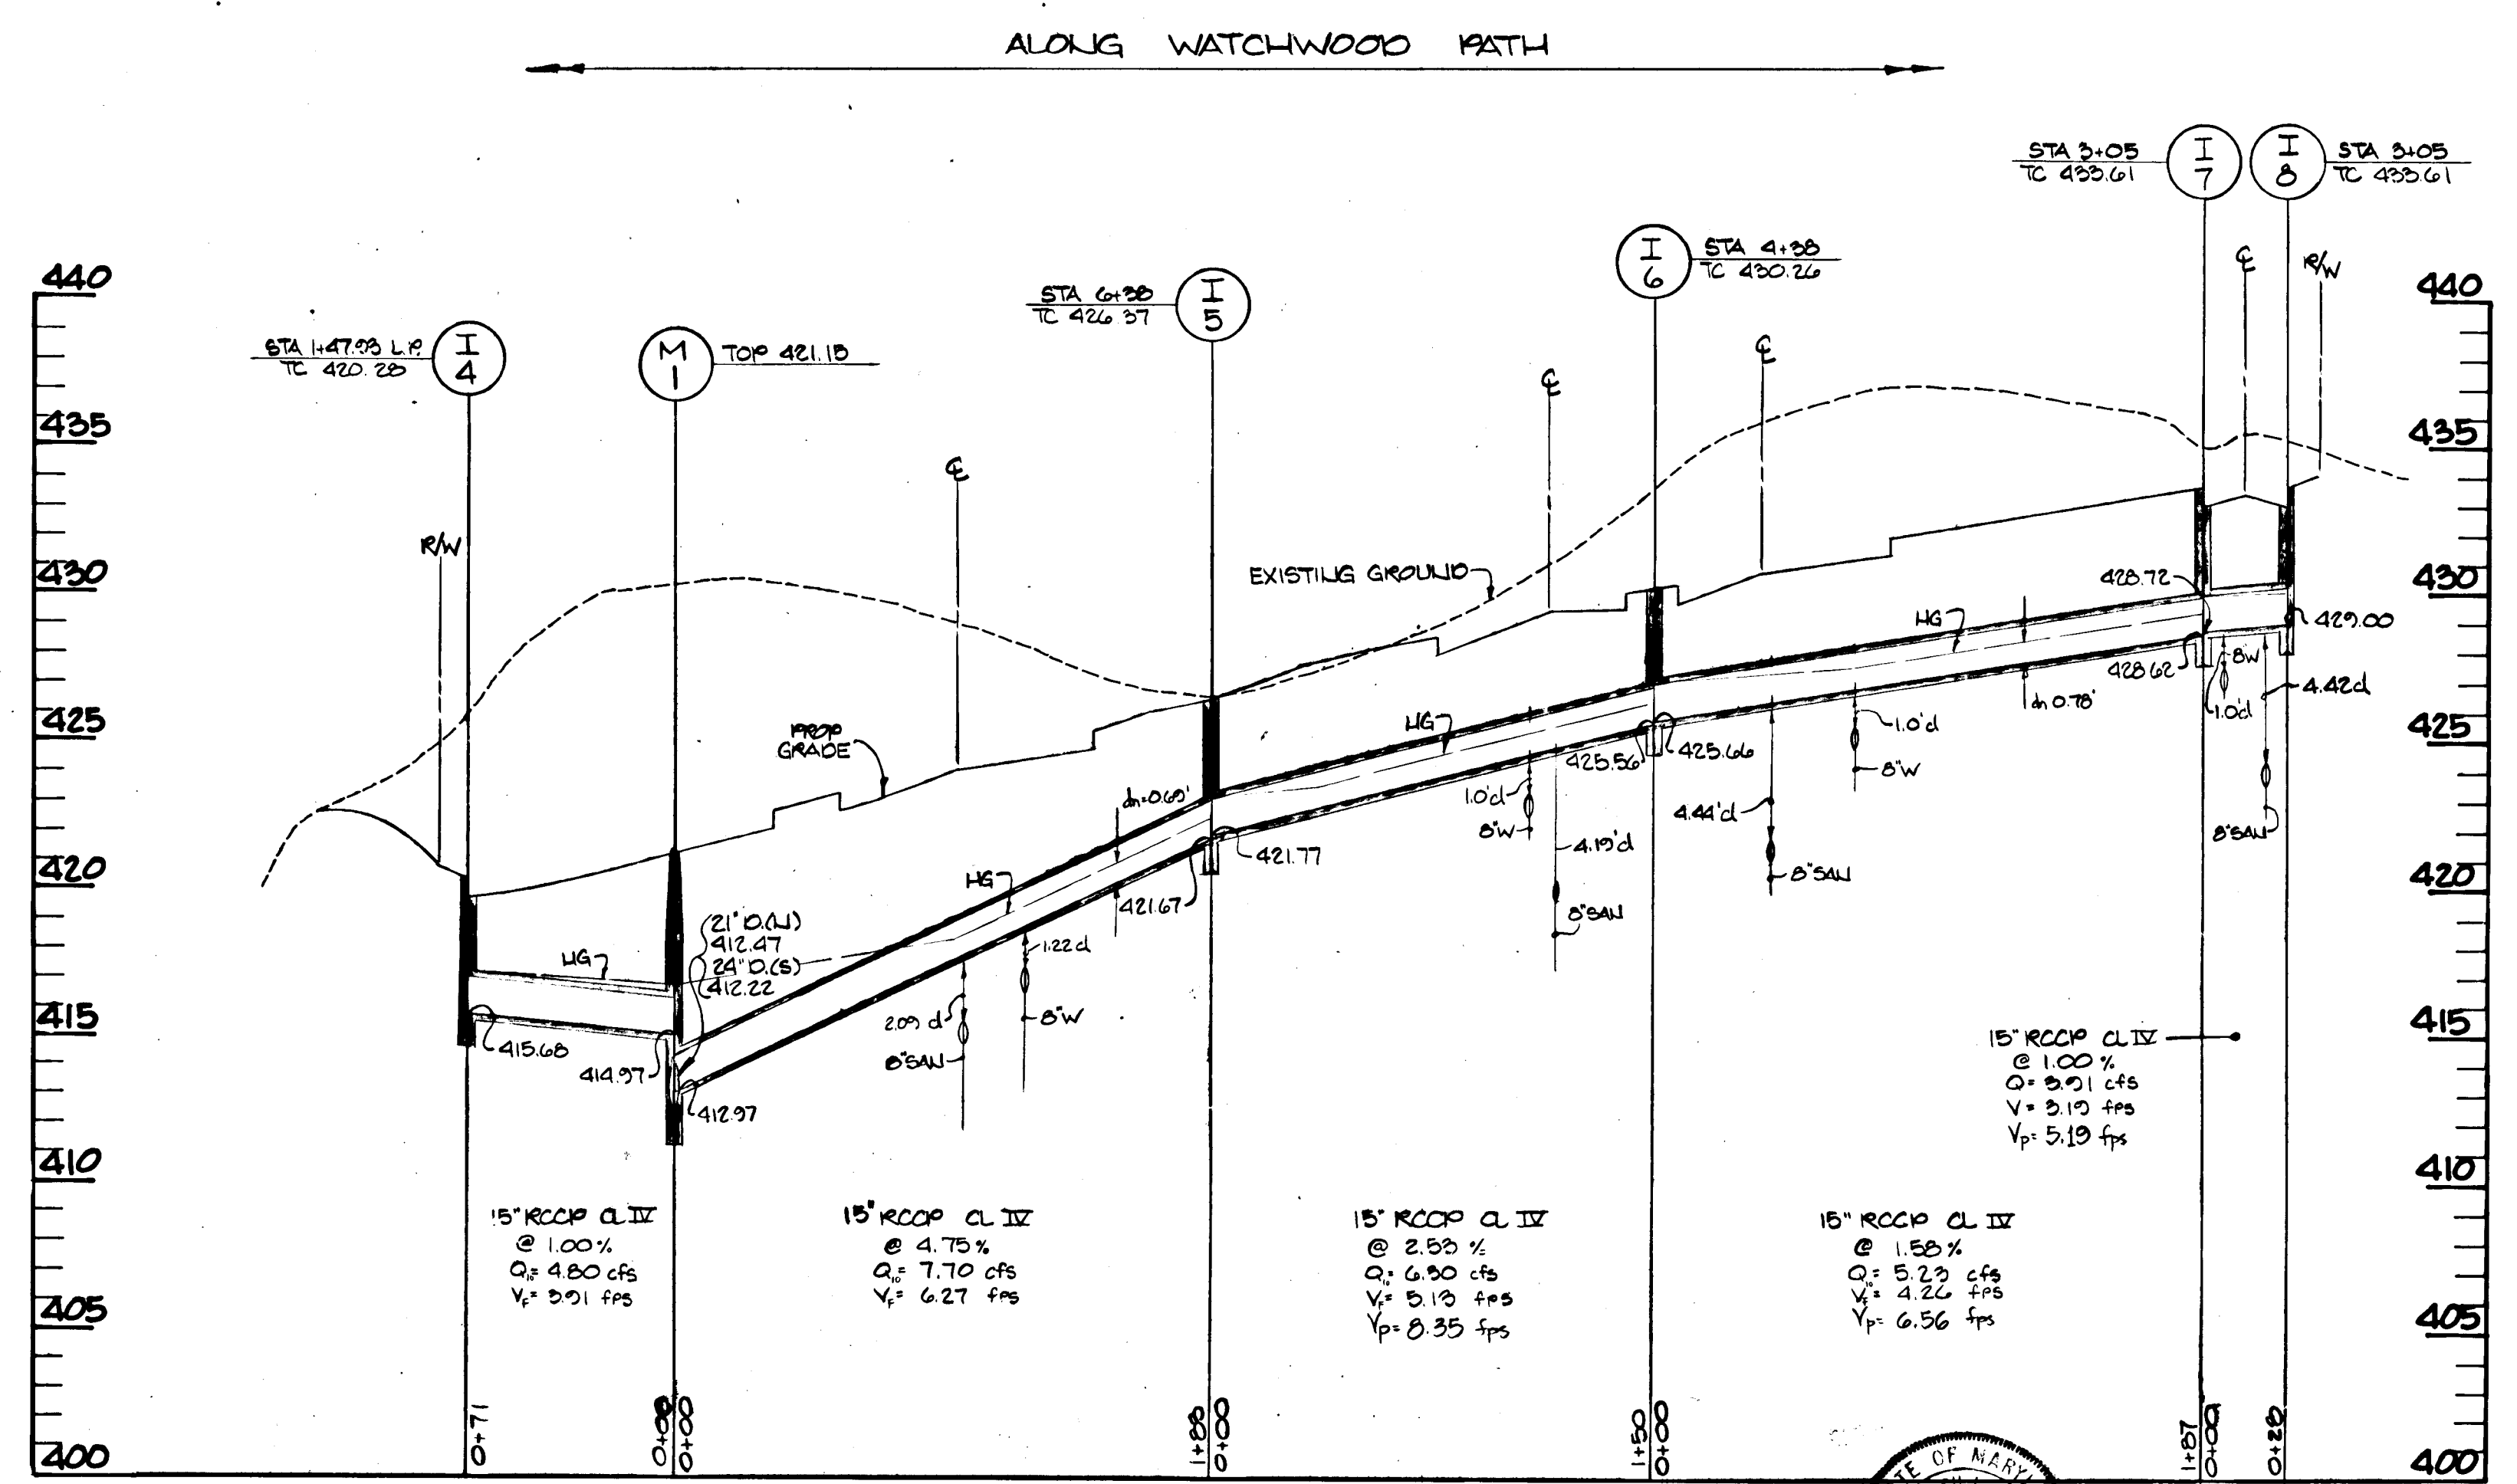 ALONG WATCHWOOD PATH
STA 3+05
TC 433.61
I
7
I
8
STA 3+05
TC 433.61
I
6
STA 4+38
TC 430.26
STA 6+38
TC 426.37
I
5
STA 1+47.93 L.P.
TC 420.28
I
4
M
1
TOP 421.15
440
435
430
425
420
415
410
405
400
440
435
430
425
420
415
410
405
400
R/W
℄
℄
℄
℄
R/W
EXISTING GROUND
PROP
GRADE
HG
HG
HG
HG
428.72
429.00
428.62
8W
1.0d
4.42d
8"SAN
dn 0.78'
1.0'd
8"W
4.44'd
8"SAN
425.56
425.66
1.0'd
8"W
4.19'd
8"SAN
dn=0.69'
421.77
421.67
1.22d
8"W
2.09 d
8"SAN
21"D.(N)
412.47
24"D.(S)
412.22
415.68
414.97
412.97
15" RCCP CL IV
@ 1.00 %
Q= 3.91 cfs
V= 3.19 fps
Vp= 5.19 fps
15" RCCP CL IV
@ 1.00%
Q10= 4.80 cfs
VF= 3.91 fps
15" RCCP CL IV
@ 4.75%
Q10= 7.70 cfs
VF= 6.27 fps
15" RCCP CL IV
@ 2.53 %
Q10= 6.30 cfs
VF= 5.13 fps
Vp= 8.35 fps
15" RCCP CL IV
@ 1.58%
Q10= 5.23 cfs
VF= 4.26 fps
Vp= 6.56 fps
0+71
0+00
0+00
1+88
0+00
1+50
0+00
1+87
0+00
0+28
TE OF MARY